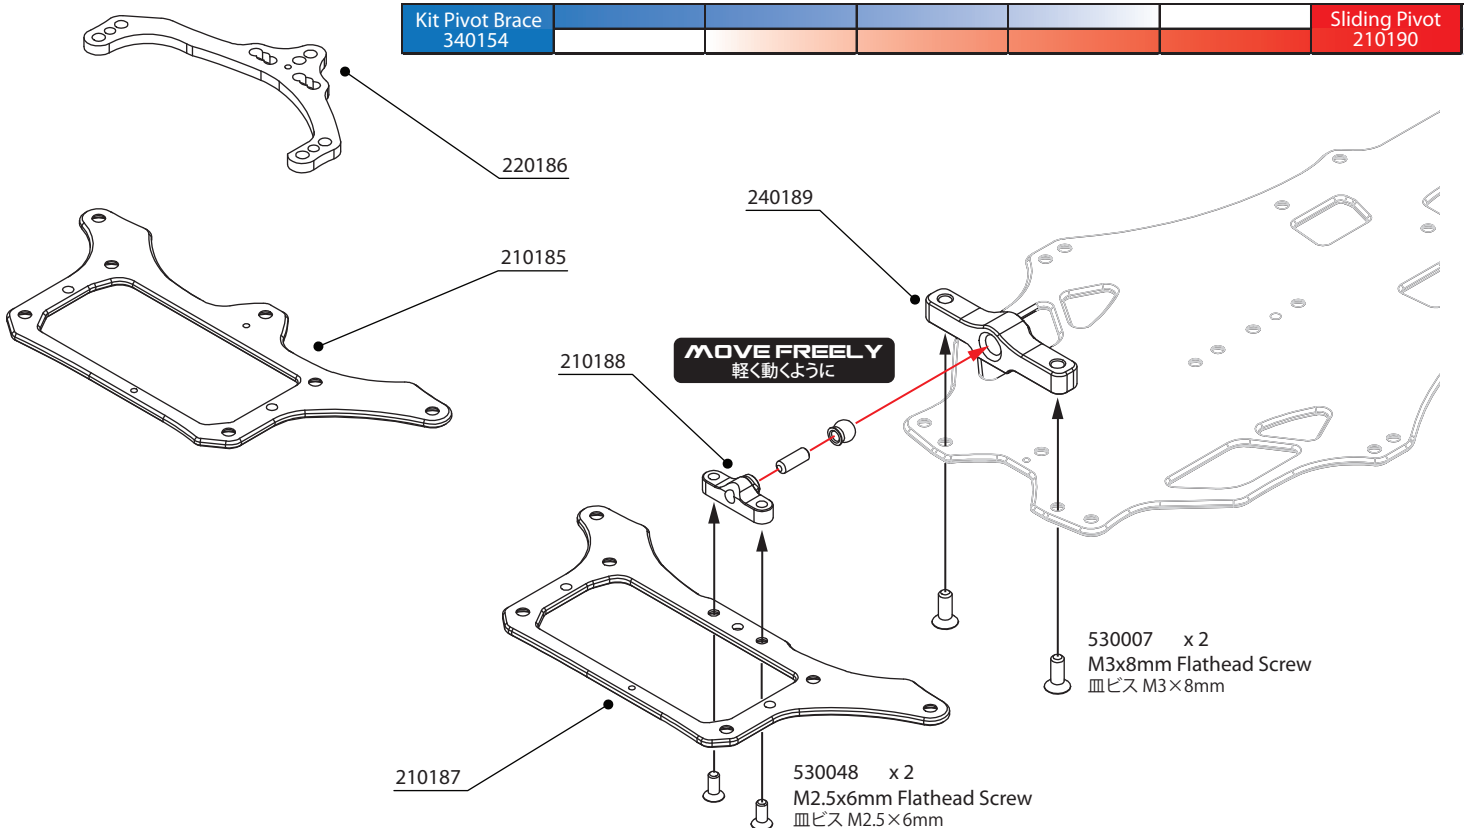 Kit Pivot Brace
340154
Sliding Pivot
210190
220186
240189
210185
210188
MOVE FREELY
軽く動くように
530007 x 2
M3x8mm Flathead Screw
皿ビス M3×8mm
210187
530048 x 2
M2.5x6mm Flathead Screw
皿ビス M2.5×6mm